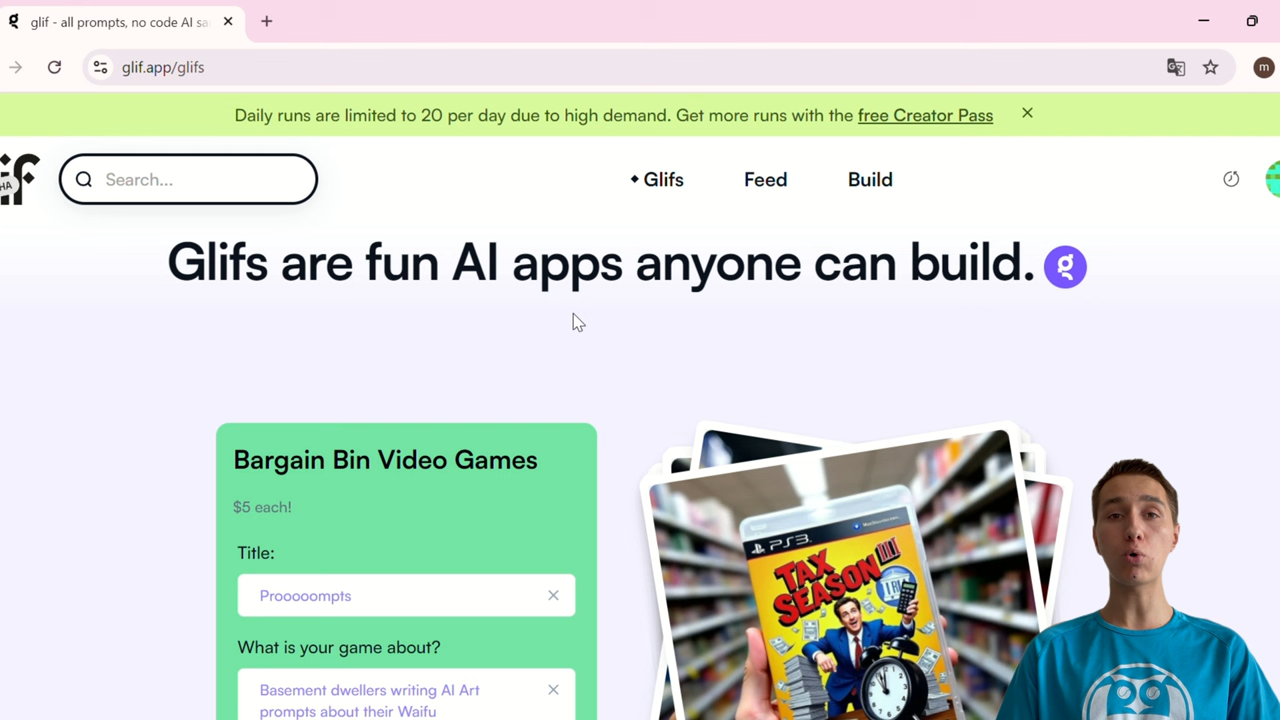 glif - all prompts, no code AI sa
glif.app/glifs
m
Daily runs are limited to 20 per day due to high demand. Get more runs with the free Creator Pass
Search...
Glifs
Feed
Build
Glifs are fun AI apps anyone can build.
g
Bargain Bin Video Games
$5 each!
Title:
Prooooompts
What is your game about?
Basement dwellers writing AI Art
prompts about their Waifu
PS3
TAX
SEASON III